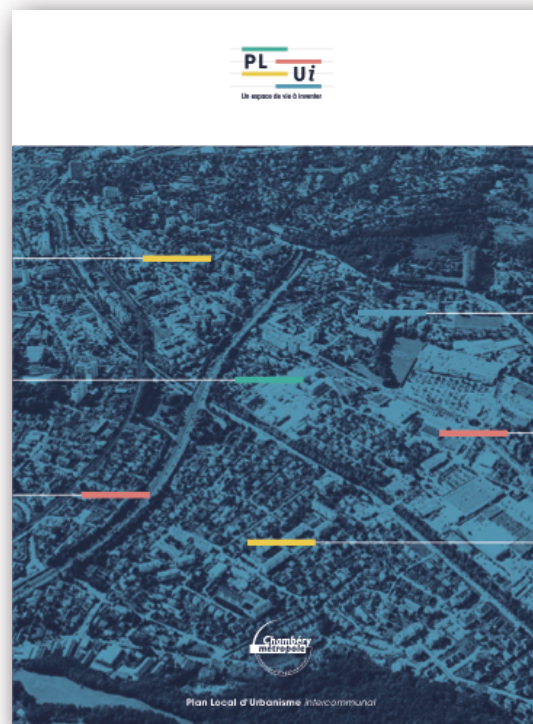 PL
Ui
Un espace de vie à inventer
Chambéry
métropole
Plan Local d'Urbanisme intercommunal